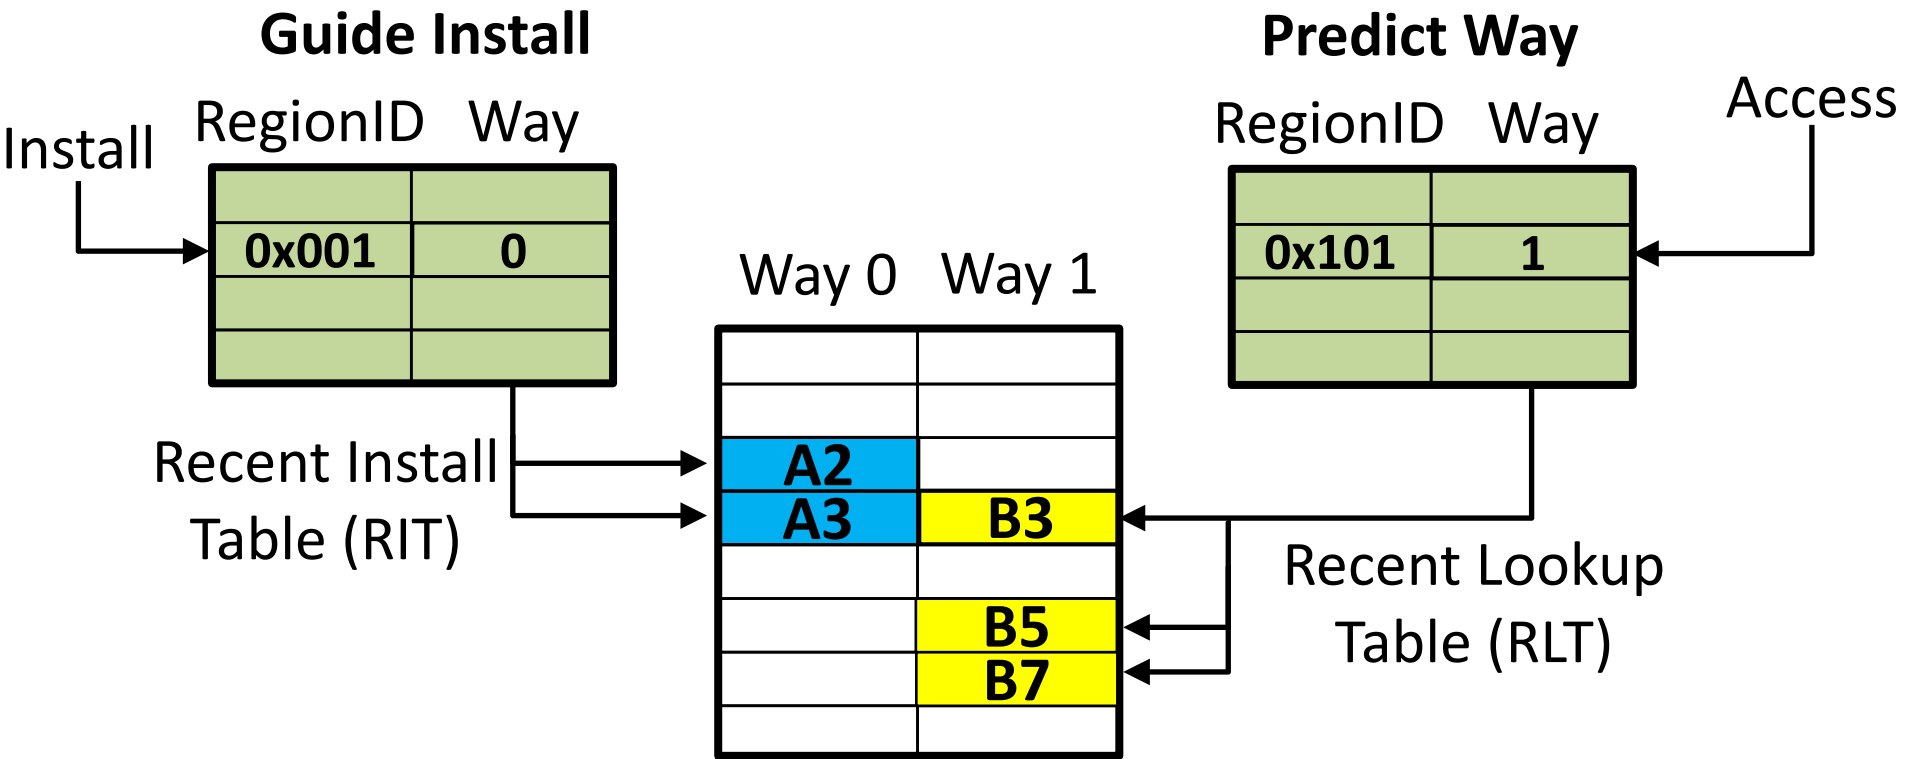 Guide Install
Predict Way
Install
RegionID Way
0x001 0
Recent Install
Table (RIT)
Way 0 Way 1
A2
A3 B3
B5
B7
RegionID Way
Access
0x101 1
Recent Lookup
Table (RLT)